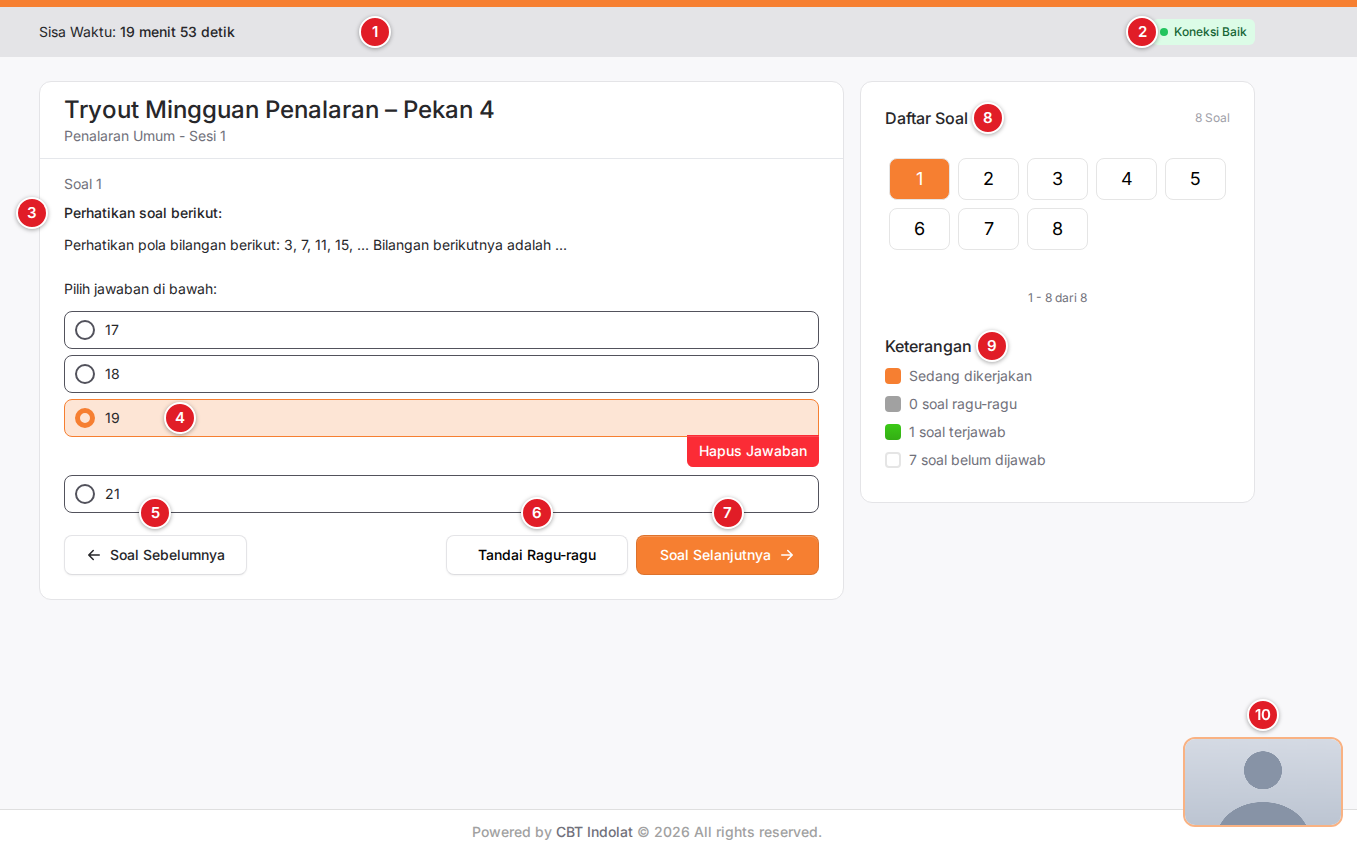 Sisa Waktu: 19 menit 53 detik
1
2
Koneksi Baik
Tryout Mingguan Penalaran – Pekan 4
Penalaran Umum - Sesi 1
Soal 1
3
Perhatikan soal berikut:
Perhatikan pola bilangan berikut: 3, 7, 11, 15, ... Bilangan berikutnya adalah ...
Pilih jawaban di bawah:
17
18
19
4
Hapus Jawaban
21
5
6
7
Soal Sebelumnya
Tandai Ragu-ragu
Soal Selanjutnya
Daftar Soal
8
8 Soal
1 2 3 4 5
6 7 8
1 - 8 dari 8
Keterangan
9
Sedang dikerjakan
0 soal ragu-ragu
1 soal terjawab
7 soal belum dijawab
10
Powered by CBT Indolat © 2026 All rights reserved.